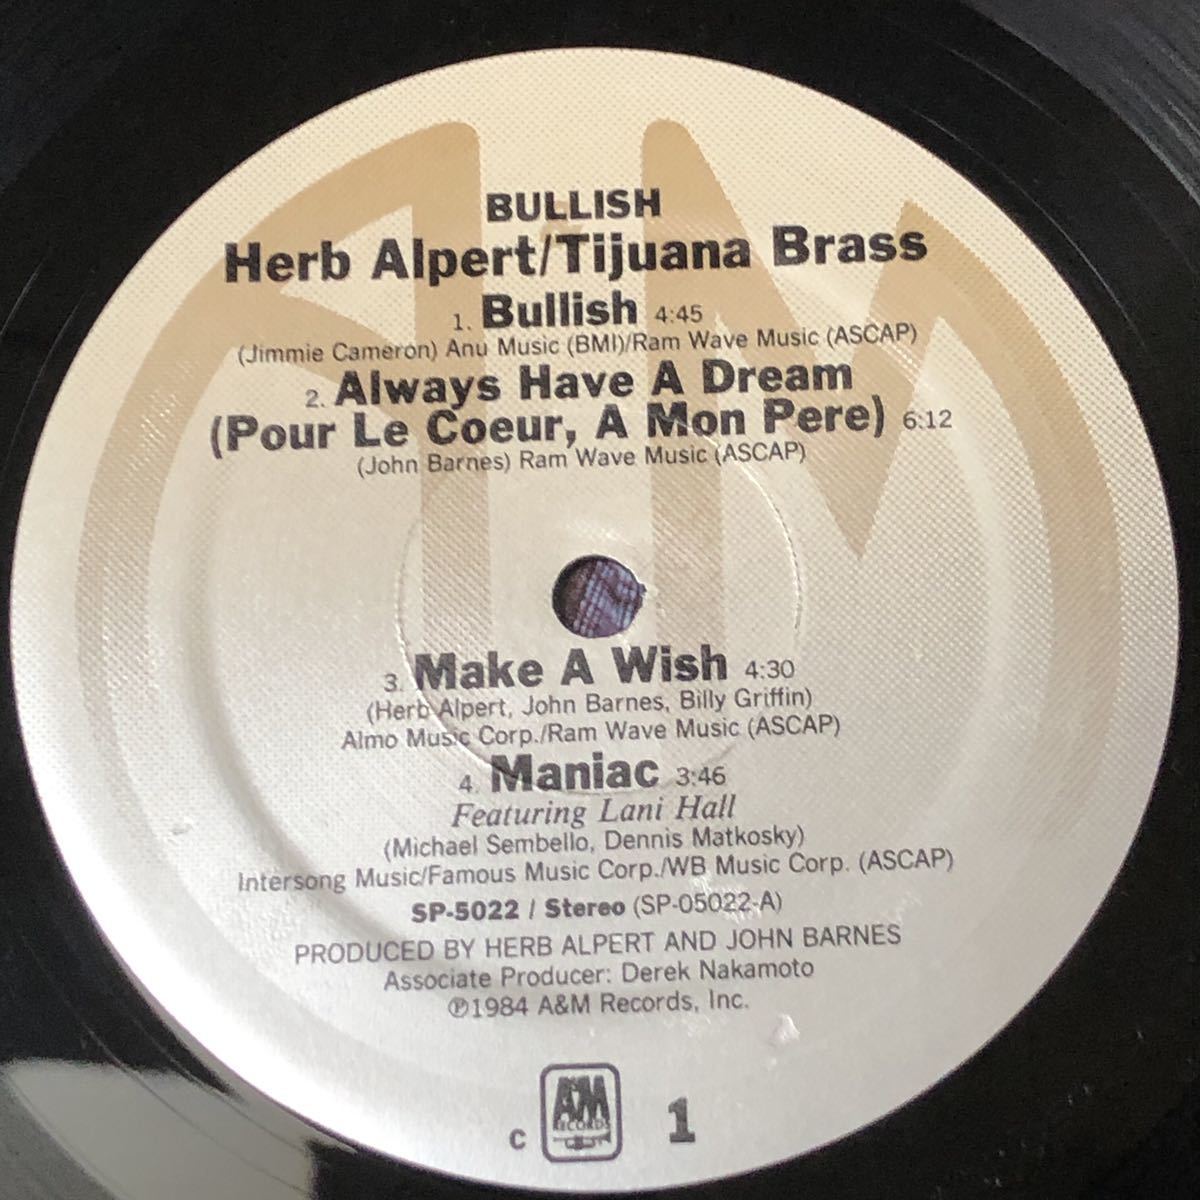 BULLISH
Herb Alpert/Tijuana Brass
1. Bullish 4:45
(Jimmie Cameron) Anu Music (BMI)/Ram Wave Music (ASCAP)
2. Always Have A Dream
(Pour Le Coeur, A Mon Pere) 6:12
(John Barnes) Ram Wave Music (ASCAP)
3. Make A Wish 4:30
(Herb Alpert, John Barnes, Billy Griffin)
Almo Music Corp./Ram Wave Music (ASCAP)
4. Maniac 3:46
Featuring Lani Hall
(Michael Sembello, Dennis Matkosky)
Intersong Music/Famous Music Corp./WB Music Corp. (ASCAP)
SP-5022 / Stereo (SP-05022-A)
PRODUCED BY HERB ALPERT AND JOHN BARNES
Associate Producer: Derek Nakamoto
℗1984 A&M Records, Inc.
A&M
RECORDS
C 1